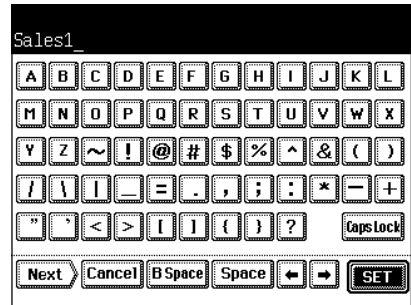 Sales1_
A B C D E F G H I J K L
M N O P Q R S T U V W X
Y Z ~ ! @ # $ % ^ & ( )
/ \ | _ = . , ; : * — +
" ` < > [ ] { } ? Caps Lock
Next Cancel B Space Space ← → SET